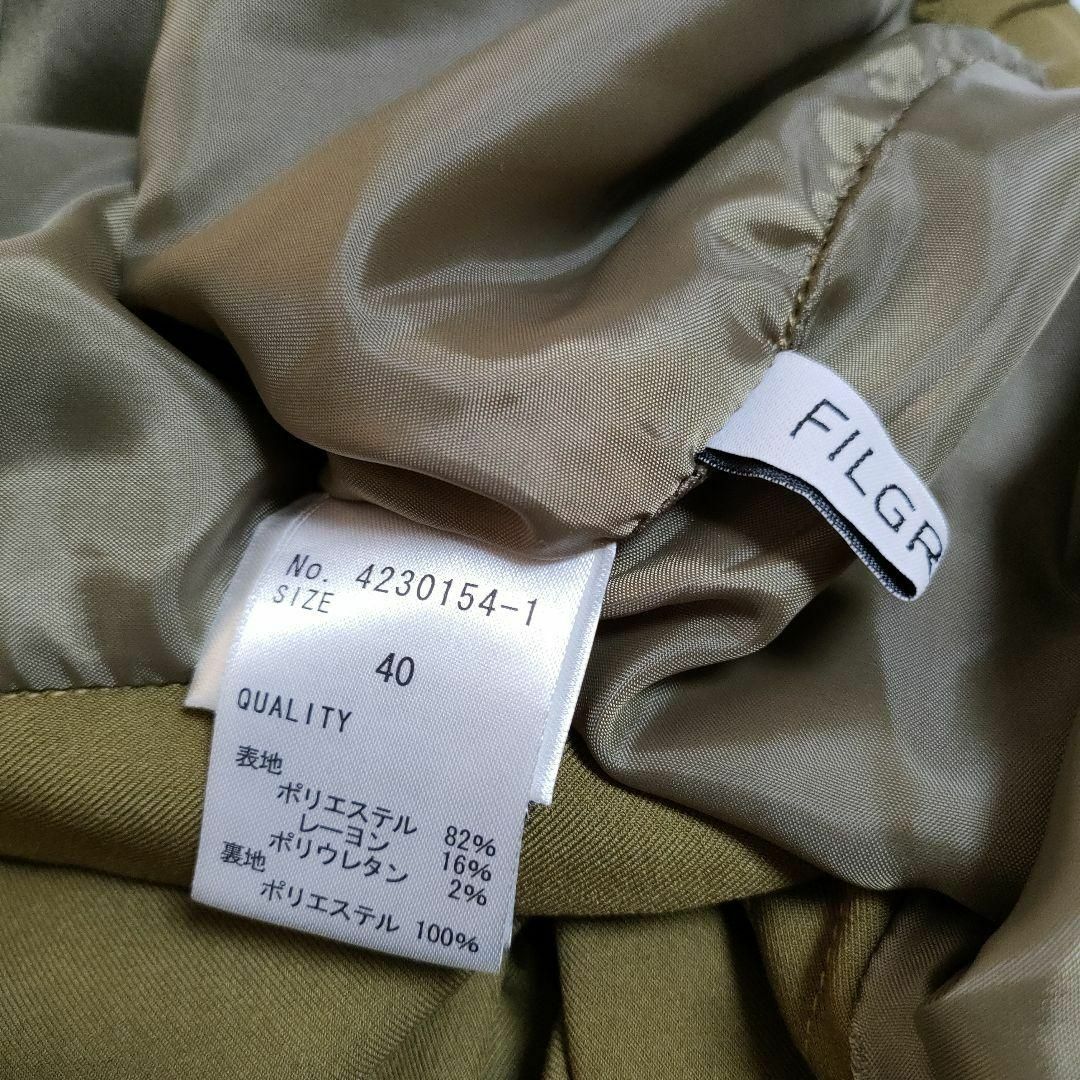 FILGR
No. 4230154-1
SIZE
40
QUALITY
表地
ポリエステル 82%
レーヨン 16%
ポリウレタン 2%
裏地
ポリエステル 100%